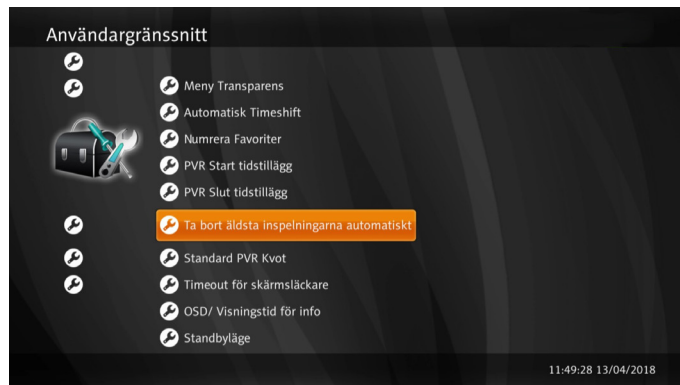 Användargränssnitt
Meny Transparens
Automatisk Timeshift
Numrera Favoriter
PVR Start tidstillägg
PVR Slut tidstillägg
Ta bort äldsta inspelningarna automatiskt
Standard PVR Kvot
Timeout för skärmsläckare
OSD/ Visningstid för info
Standbyläge
11:49:28 13/04/2018